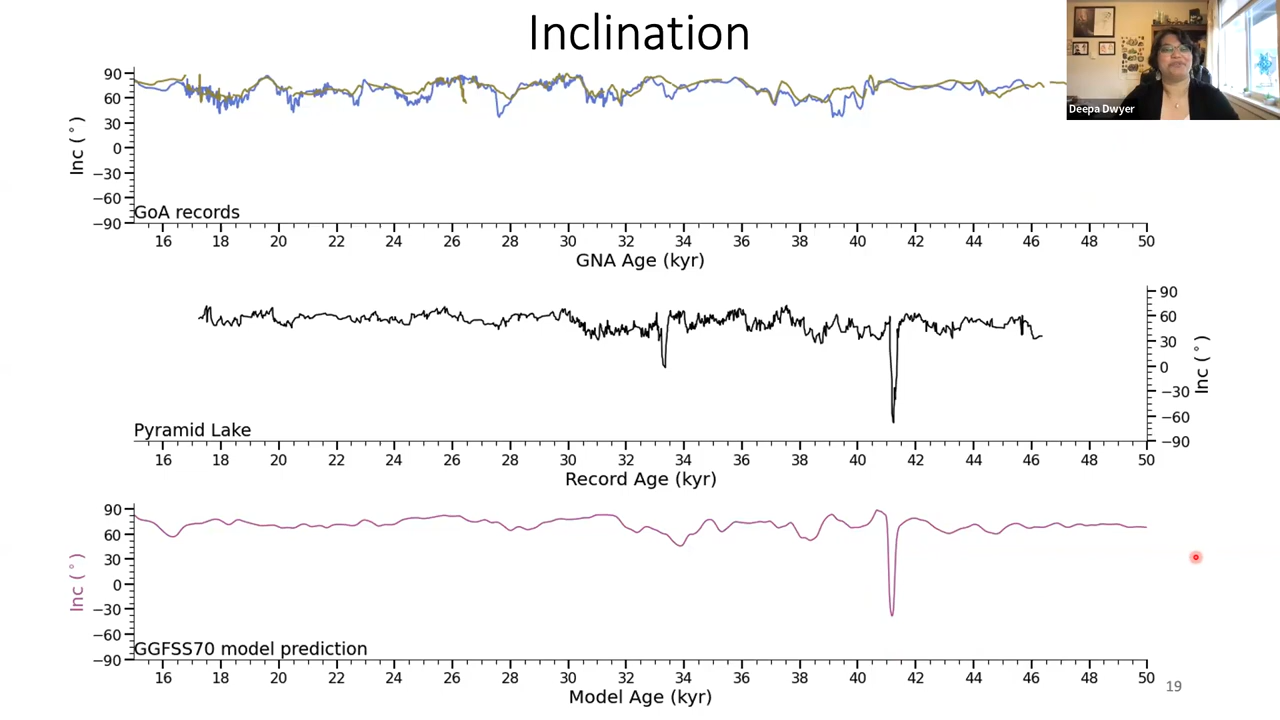 Inclination
Deepa Dwyer
90
60
30
0
−30
−60
−90
Inc ( ° )
GoA records
16 18 20 22 24 26 28 30 32 34 36 38 40 42 44 46 48 50
GNA Age (kyr)
90
60
30
0
−30
−60
−90
Inc ( ° )
Pyramid Lake
16 18 20 22 24 26 28 30 32 34 36 38 40 42 44 46 48 50
Record Age (kyr)
90
60
30
0
−30
−60
−90
Inc ( ° )
GGFSS70 model prediction
16 18 20 22 24 26 28 30 32 34 36 38 40 42 44 46 48 50
Model Age (kyr)
19